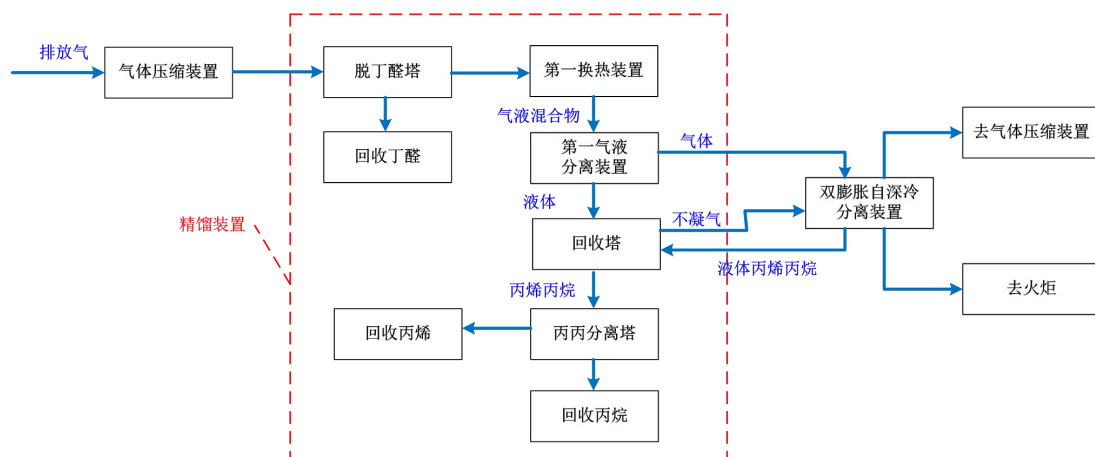 排放气
气体压缩装置
脱丁醛塔
第一换热装置
气液混合物
回收丁醛
第一气液
分离装置
气体
去气体压缩装置
双膨胀自深冷
分离装置
液体
精馏装置
回收塔
不凝气
液体丙烯丙烷
丙烯丙烷
去火炬
回收丙烯
丙丙分离塔
回收丙烷